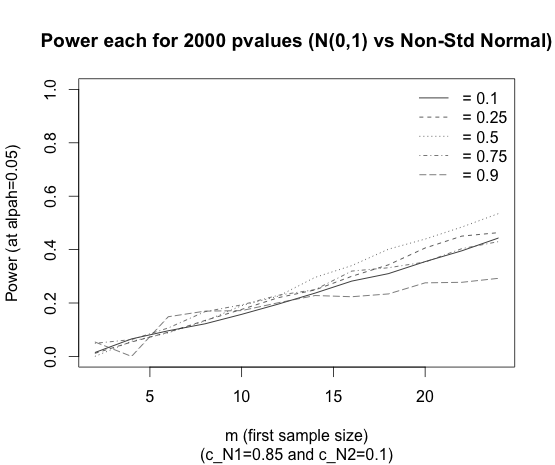 Power each for 2000 pvalues (N(0,1) vs Non-Std Normal)
Power (at alpah=0.05)
1.0
0.8
0.6
0.4
0.2
0.0
= 0.1
= 0.25
= 0.5
= 0.75
= 0.9
5 10 15 20
m (first sample size)
(c_N1=0.85 and c_N2=0.1)